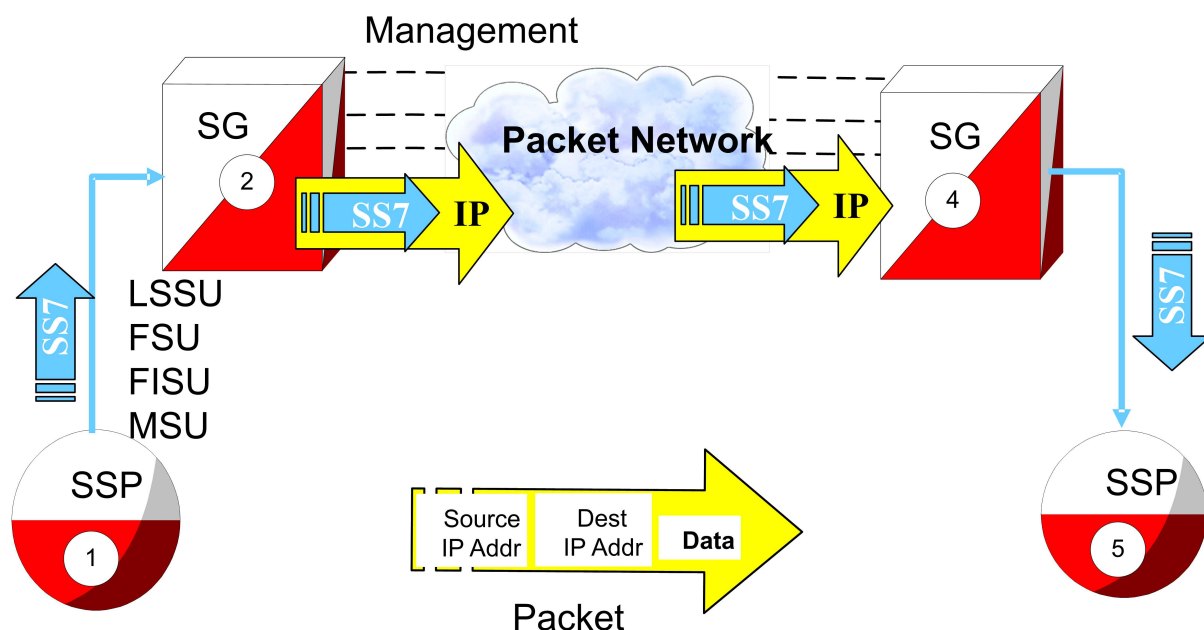 Management
SG
2
Packet Network
SG
4
SS7
IP
SS7
IP
SS7
LSSU
FSU
FISU
MSU
SS7
SSP
1
SSP
5
Source
IP Addr
Dest
IP Addr
Data
Packet